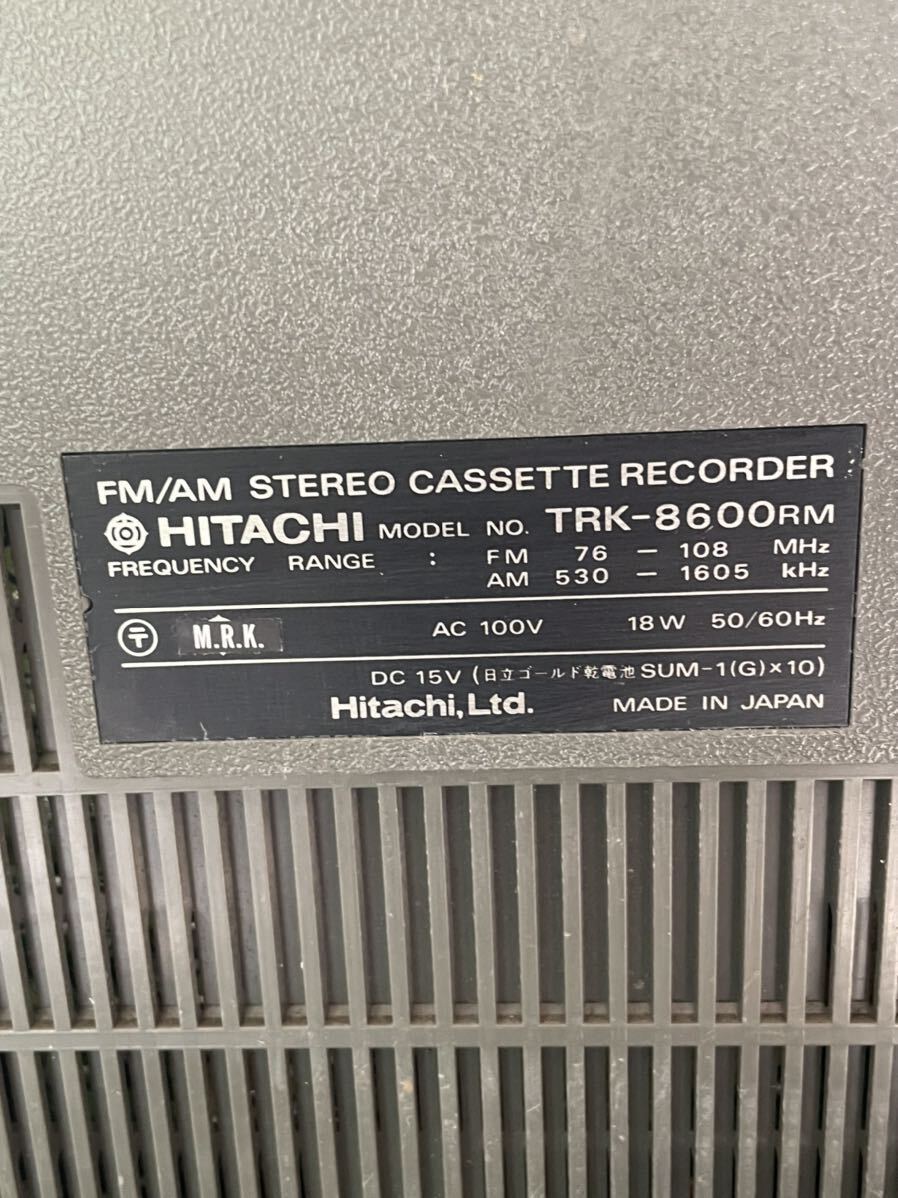 FM/AM STEREO CASSETTE RECORDER
HITACHI MODEL NO. TRK-8600RM
FREQUENCY RANGE : FM 76 - 108 MHz
AM 530 - 1605 kHz
〒 M.R.K. AC 100V 18W 50/60Hz
DC 15V (日立ゴールド乾電池 SUM-1(G)×10)
Hitachi, Ltd. MADE IN JAPAN